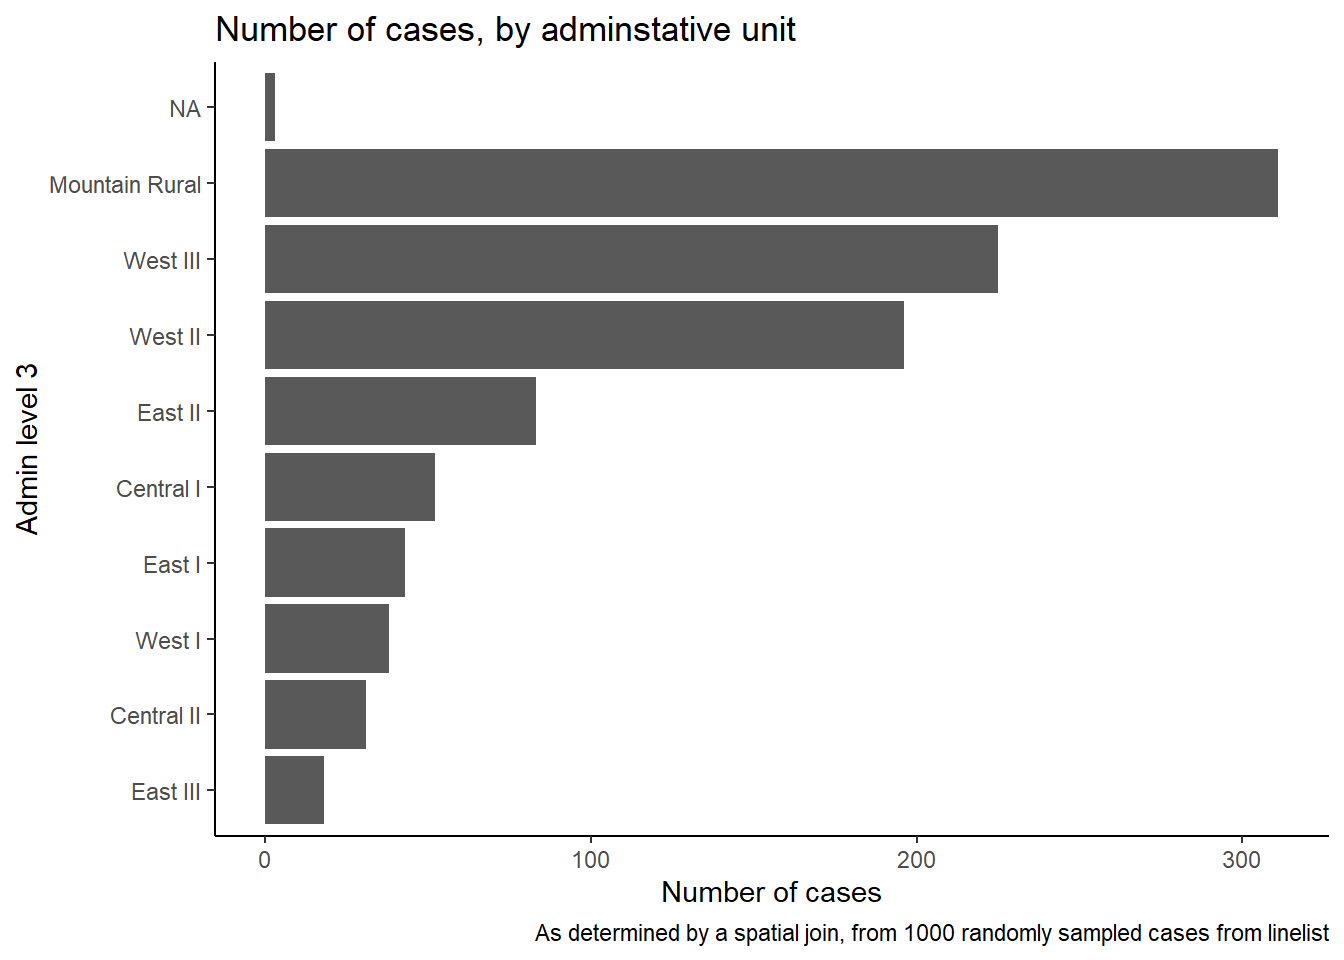 Number of cases, by adminstative unit
NA
Mountain Rural
West III
West II
East II
Central I
East I
West I
Central II
East III
Admin level 3
0 100 200 300
Number of cases
As determined by a spatial join, from 1000 randomly sampled cases from linelist